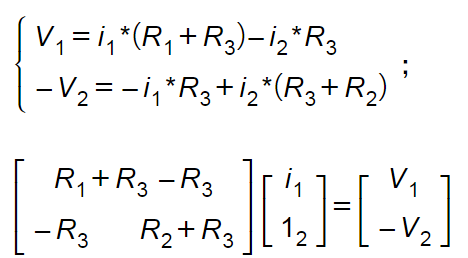 V₁ = i₁*(R₁+R₃)–i₂*R₃
–V₂ = –i₁*R₃+i₂*(R₃+R₂) ;
[ R₁+R₃ –R₃ ] [ i₁ ] = [ V₁ ]
[ –R₃ R₂+R₃ ] [ 1₂ ] = [ –V₂ ]